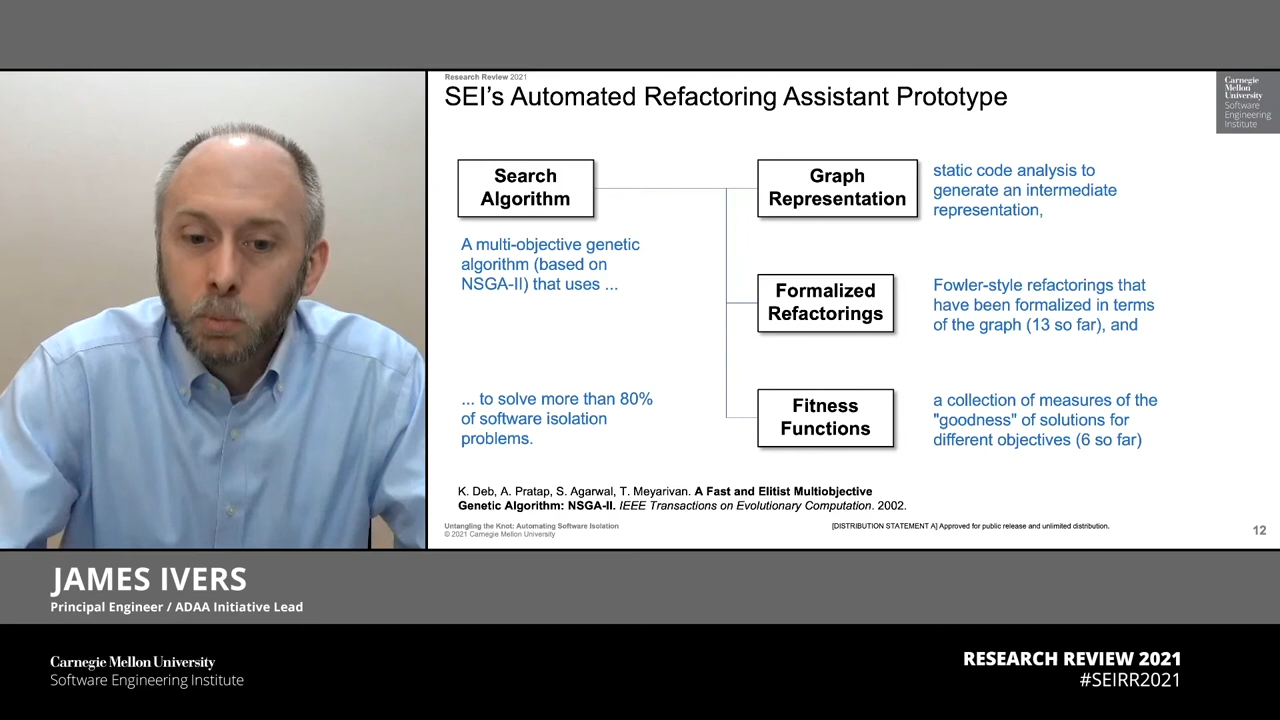 Research Review 2021
SEI's Automated Refactoring Assistant Prototype
Carnegie
Mellon
University
Software
Engineering
Institute
Search
Algorithm
A multi-objective genetic
algorithm (based on
NSGA-II) that uses ...
... to solve more than 80%
of software isolation
problems.
Graph
Representation
static code analysis to
generate an intermediate
representation,
Formalized
Refactorings
Fowler-style refactorings that
have been formalized in terms
of the graph (13 so far), and
Fitness
Functions
a collection of measures of the
"goodness" of solutions for
different objectives (6 so far)
K. Deb, A. Pratap, S. Agarwal, T. Meyarivan. A Fast and Elitist Multiobjective
Genetic Algorithm: NSGA-II. IEEE Transactions on Evolutionary Computation. 2002.
Untangling the Knot: Automating Software Isolation
© 2021 Carnegie Mellon University
[DISTRIBUTION STATEMENT A] Approved for public release and unlimited distribution.
12
JAMES IVERS
Principal Engineer / ADAA Initiative Lead
Carnegie Mellon University
Software Engineering Institute
RESEARCH REVIEW 2021
#SEIRR2021